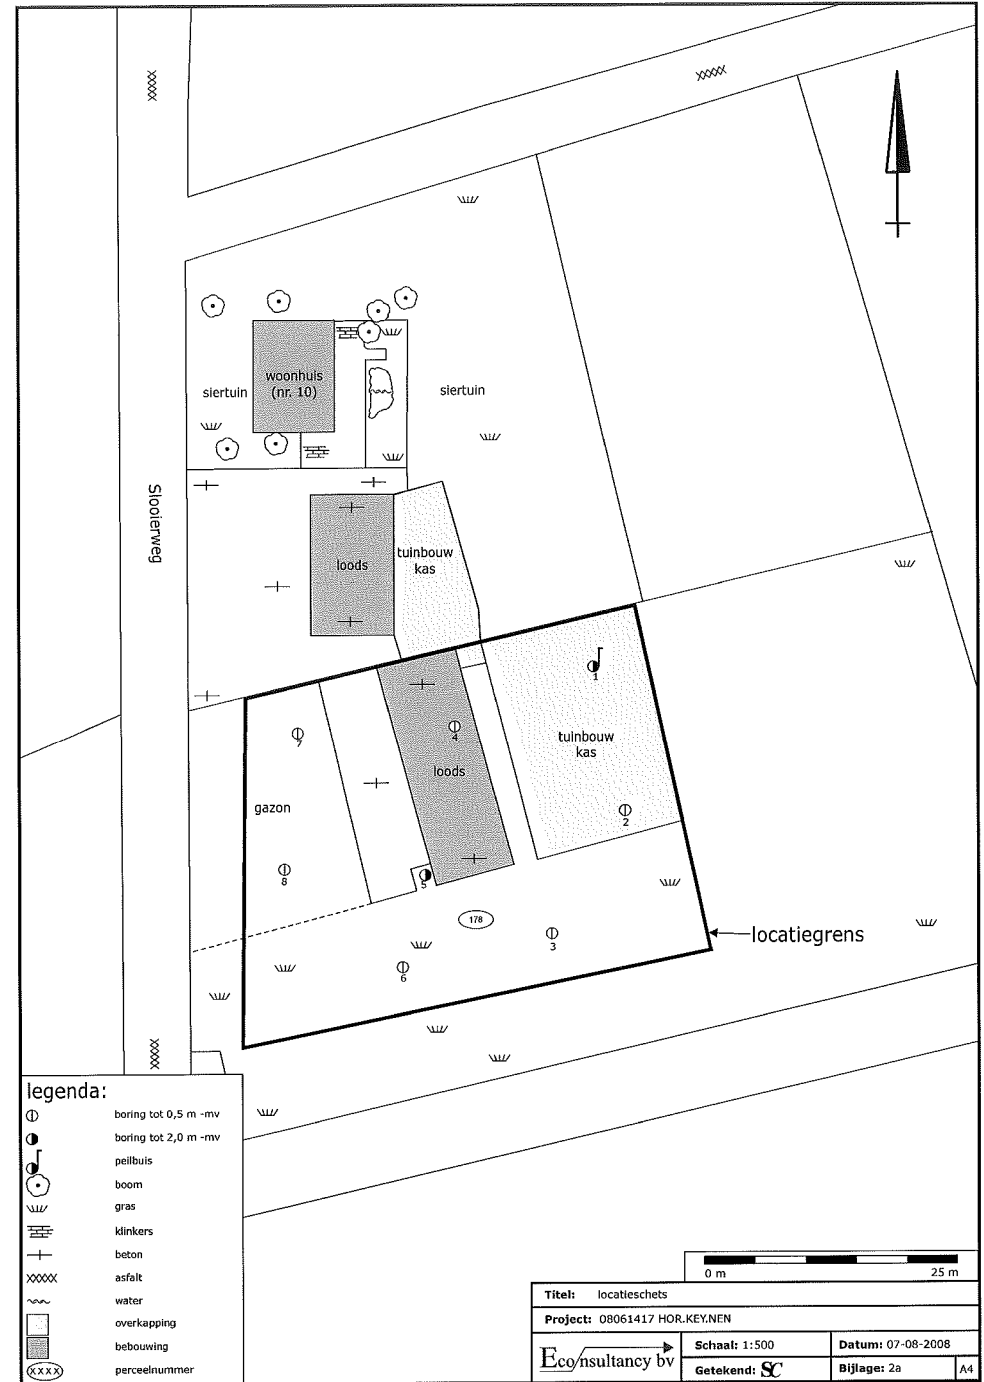 woonhuis
(nr. 10)
siertuin
siertuin
Slooierweg
loods
tuinbouw
kas
1
7
4
tuinbouw
kas
loods
gazon
2
8
5
178
3
locatiegrens
6
legenda:
boring tot 0,5 m -mv
boring tot 2,0 m -mv
peilbuis
boom
gras
klinkers
beton
asfalt
water
overkapping
bebouwing
XXXX perceelnummer
0 m 25 m
Titel: locatieschets
Project: 08061417 HOR.KEY.NEN
Econsultancy bv
Schaal: 1:500
Datum: 07-08-2008
Getekend: SC
Bijlage: 2a
A4